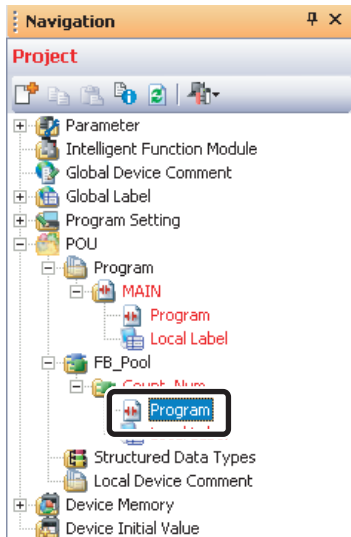 Navigation
Project
Parameter
Intelligent Function Module
Global Device Comment
Global Label
Program Setting
POU
Program
MAIN
Program
Local Label
FB_Pool
Count_Num
Program
Structured Data Types
Local Device Comment
Device Memory
Device Initial Value